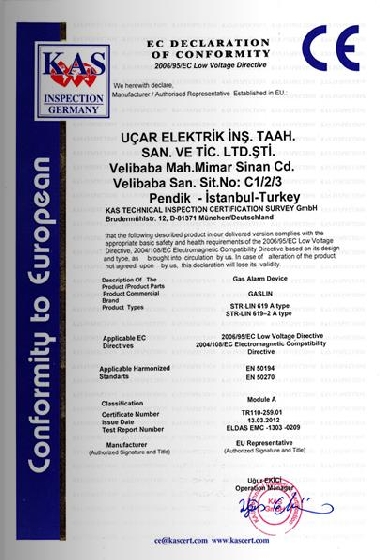 KAS
INSPECTION
GERMANY
EC DECLARATION
OF CONFORMITY
2006/95/EC Low Voltage Directive
CE
We herewith declare,
Manufacturer / Authorised Representative Established in EU.:
UÇAR ELEKTRİK İNŞ. TAAH.
SAN. VE TİC. LTD.ŞTİ.
Velibaba Mah.Mimar Sinan Cd.
Velibaba San. Sit.No: C1/2/3
Pendik - İstanbul-Turkey
KAS TECHNICAL INSPECTION CERTIFICATION SURVEY GmbH
12, D-81371 München/Deutschland
that the following described product in our delivered version complies with the
appropriate basic safety and heath requirements of the 2006/95/EC Low Voltage
Directive, 2004/108/EC Electromagnetic Compatibility Directive based on its design
and type, as brought into circulation by us. In case of alteration of the product
not agreed upon by us, this declaration will lose its validity.
Description Of The Product /Product Parts Gas Alarm Device
Product Commercial Brand GASLIN
Product Types STR-LIN 619 A type
STR-LIN 619-2 A type
Applicable EC Directives 2006/95/EC Low Voltage Directive
2004/108/EC Electromagnetic Compatibility
Directive
Applicable Harmonized Standarts EN 50194
EN 50270
Classification Module A
Certificate Number TR119-259.01
Issue Date 13.03.2012
Test Report Number ELDAS EMC -1303 -0209
Manufacturer EU Representative
(Authorized Signature and Title) (Authorized Signature and Title)
Uğur EKİCİ
Operation Manager
ce@kascert.com www.kascert.com
Conformity to European